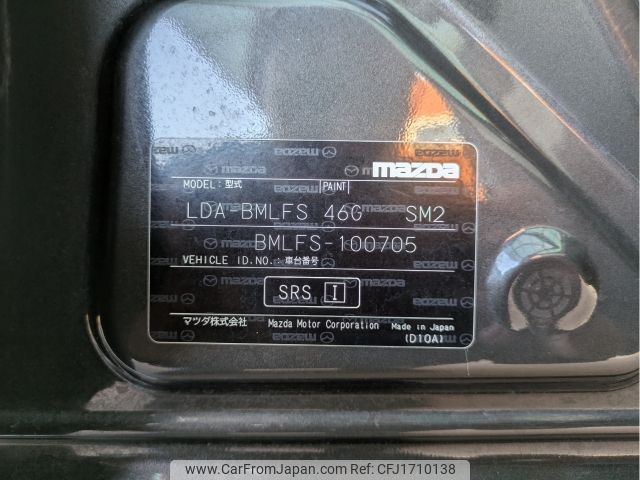 mazda
MODEL:型式 PAINT
LDA-BMLFS 46G SM2
BMLFS-100705
VEHICLE ID.NO.:車台番号
SRS I
マツダ株式会社 Mazda Motor Corporation Made in Japan
(D10A)
www.CarFromJapan.com - CFJ1710138